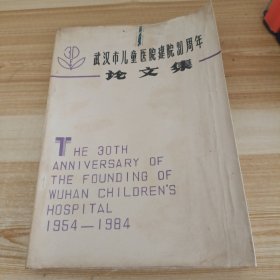 30
武汉市儿童医院建院30周年
论文集
THE 30TH
ANNIVERSARY OF
THE FOUNDING OF
WUHAN CHILDREN'S
HOSPITAL
1954—1984